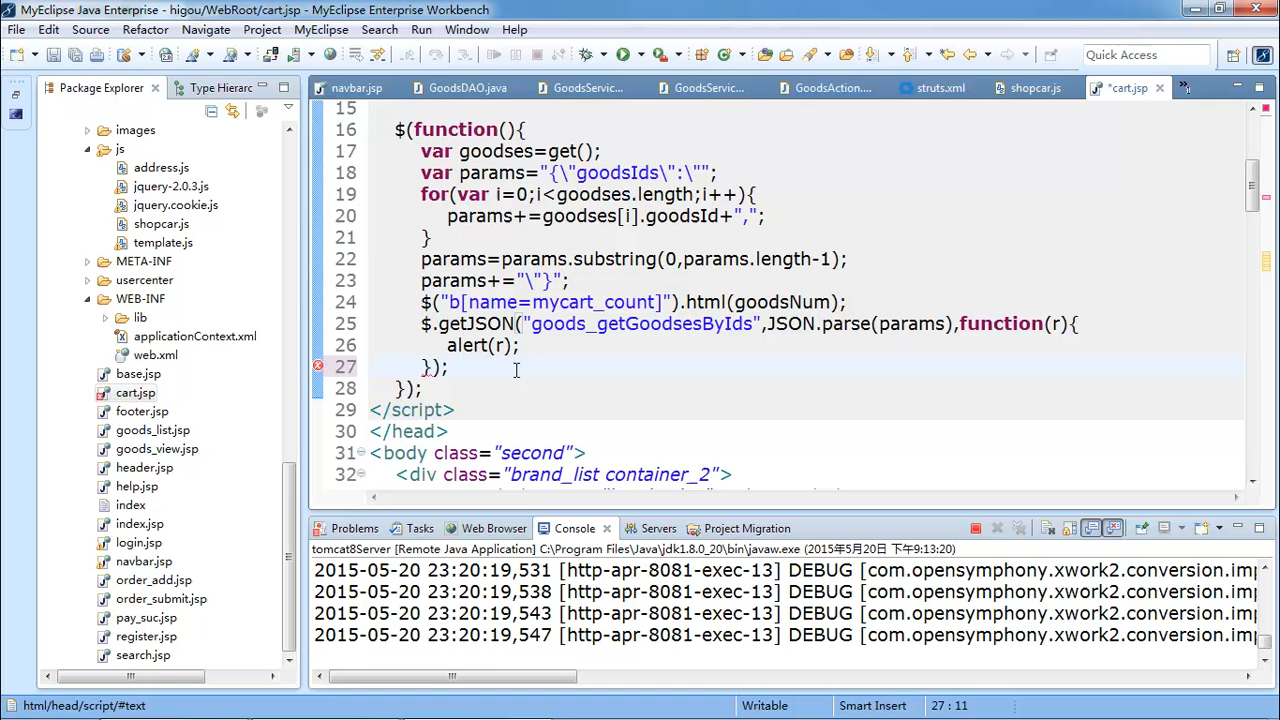 MyEclipse Java Enterprise - higou/WebRoot/cart.jsp - MyEclipse Enterprise Workbench
File Edit Source Refactor Navigate Project MyEclipse Search Run Window Help
Quick Access
Package Explorer Type Hierarc
navbar.jsp GoodsDAO.java GoodsServic... GoodsServic... GoodsAction.... struts.xml shopcar.js *cart.jsp
images
js
address.js
jquery-2.0.3.js
jquery.cookie.js
shopcar.js
template.js
META-INF
usercenter
WEB-INF
lib
applicationContext.xml
web.xml
base.jsp
cart.jsp
footer.jsp
goods_list.jsp
goods_view.jsp
header.jsp
help.jsp
index
index.jsp
login.jsp
navbar.jsp
order_add.jsp
order_submit.jsp
pay_suc.jsp
register.jsp
search.jsp
15
16 $(function(){
17 var goodses=get();
18 var params="{\"goodsIds\":\"";
19 for(var i=0;i<goodses.length;i++){
20 params+=goodses[i].goodsId+",";
21 }
22 params=params.substring(0,params.length-1);
23 params+="\"}";
24 $("b[name=mycart_count]").html(goodsNum);
25 $.getJSON("goods_getGoodsesByIds",JSON.parse(params),function(r){
26 alert(r);
27 });
28 });
29 </script>
30 </head>
31 <body class="second">
32 <div class="brand_list container_2">
Problems Tasks Web Browser Console Servers Project Migration
tomcat8Server [Remote Java Application] C:\Program Files\Java\jdk1.8.0_20\bin\javaw.exe (2015年5月20日 下午9:13:20)
2015-05-20 23:20:19,531 [http-apr-8081-exec-13] DEBUG [com.opensymphony.xwork2.conversion.imp
2015-05-20 23:20:19,538 [http-apr-8081-exec-13] DEBUG [com.opensymphony.xwork2.conversion.imp
2015-05-20 23:20:19,543 [http-apr-8081-exec-13] DEBUG [com.opensymphony.xwork2.conversion.imp
2015-05-20 23:20:19,547 [http-apr-8081-exec-13] DEBUG [com.opensymphony.xwork2.conversion.imp
html/head/script/#text Writable Smart Insert 27 : 11